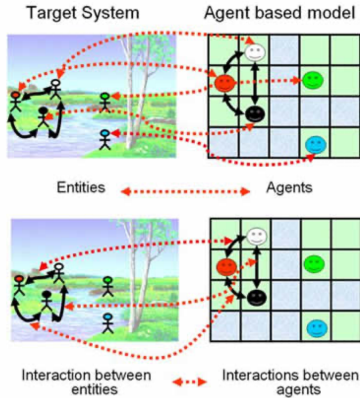 Target System Agent based model
Entities Agents
Interaction between Interactions between
entities agents